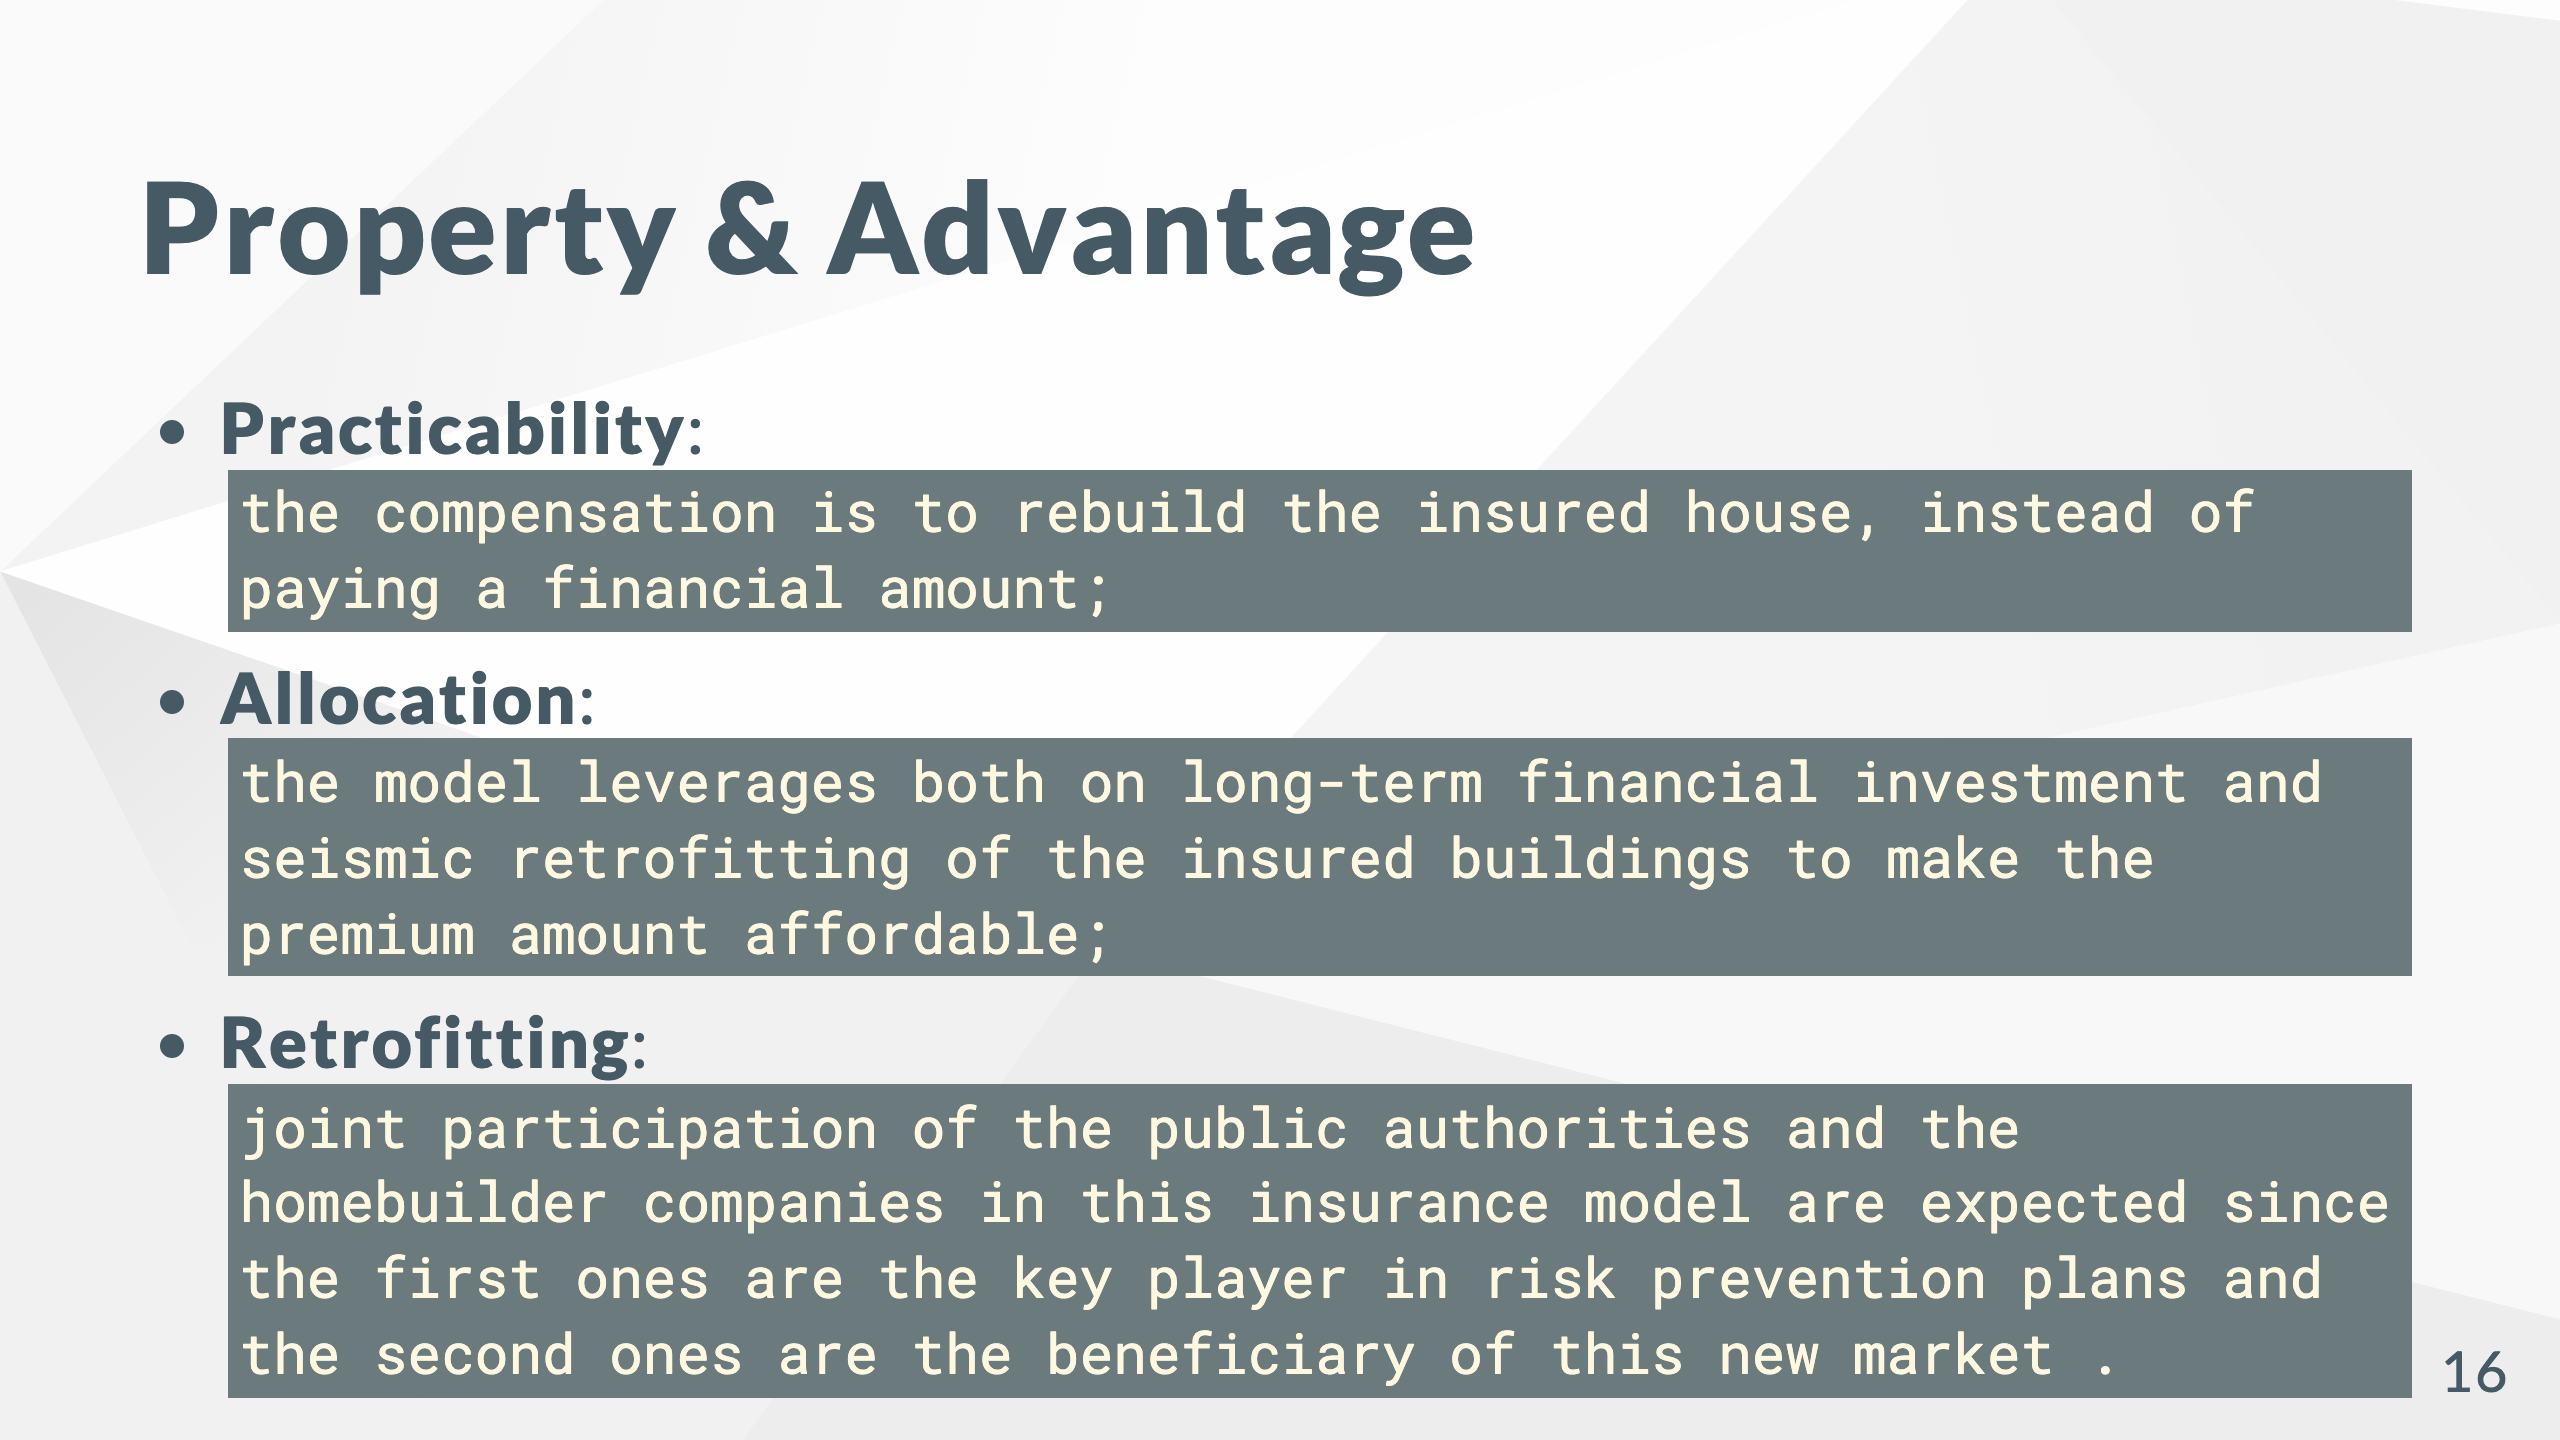 Property & Advantage
• Practicability:
the compensation is to rebuild the insured house, instead of
paying a financial amount;
• Allocation:
the model leverages both on long-term financial investment and
seismic retrofitting of the insured buildings to make the
premium amount affordable;
• Retrofitting:
joint participation of the public authorities and the
homebuilder companies in this insurance model are expected since
the first ones are the key player in risk prevention plans and
the second ones are the beneficiary of this new market .
16